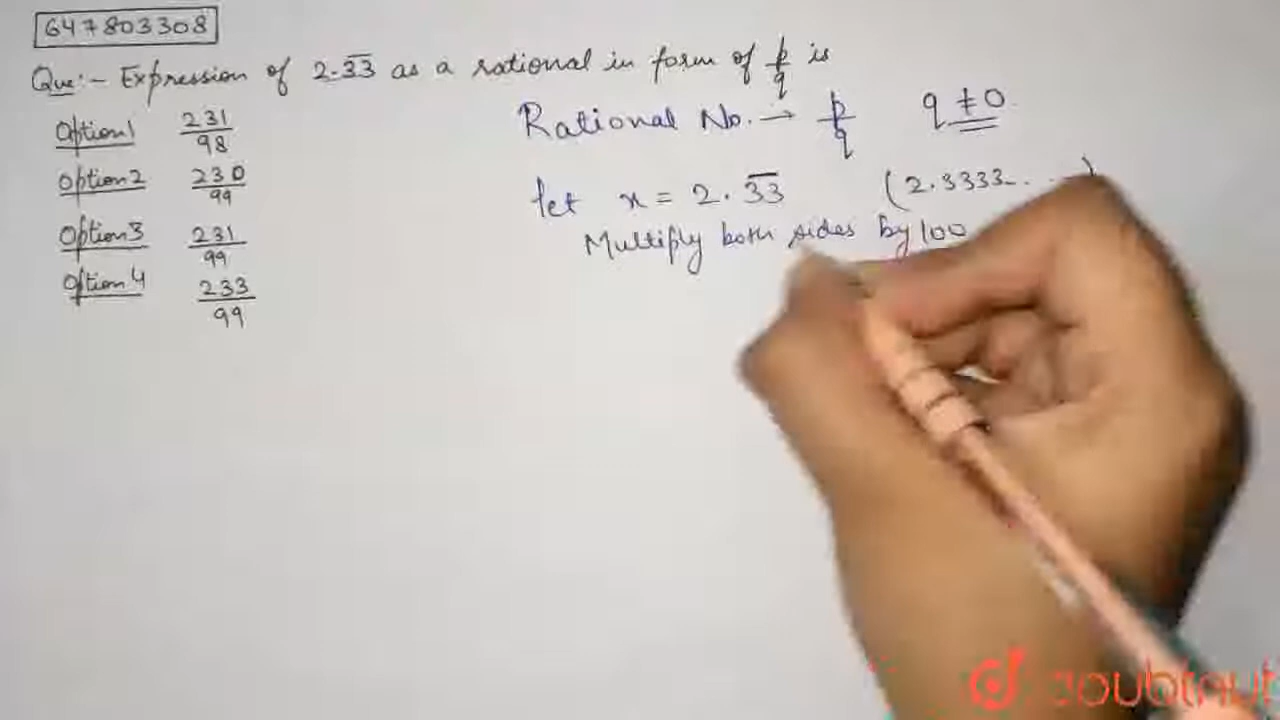 647803308
Que:- Expression of 2.3̅3̅ as a rational in form of p/q is
Option1 231/98
Option2 230/99
Option3 231/99
Option4 233/99
Rational No. → p/q q ≠ 0
let x = 2.3̅3̅ (2.3333.....)
Multiply both sides by 100
doubtnut